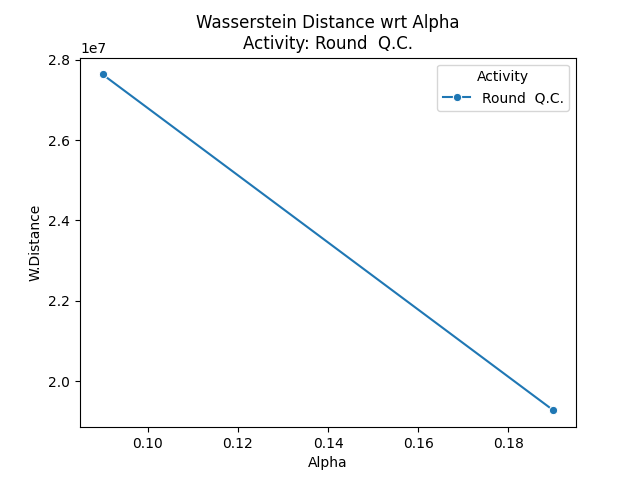 Wasserstein Distance wrt Alpha
Activity: Round  Q.C.
1e7
Activity
Round  Q.C.
2.8
2.6
2.4
2.2
2.0
W.Distance
0.10 0.12 0.14 0.16 0.18
Alpha